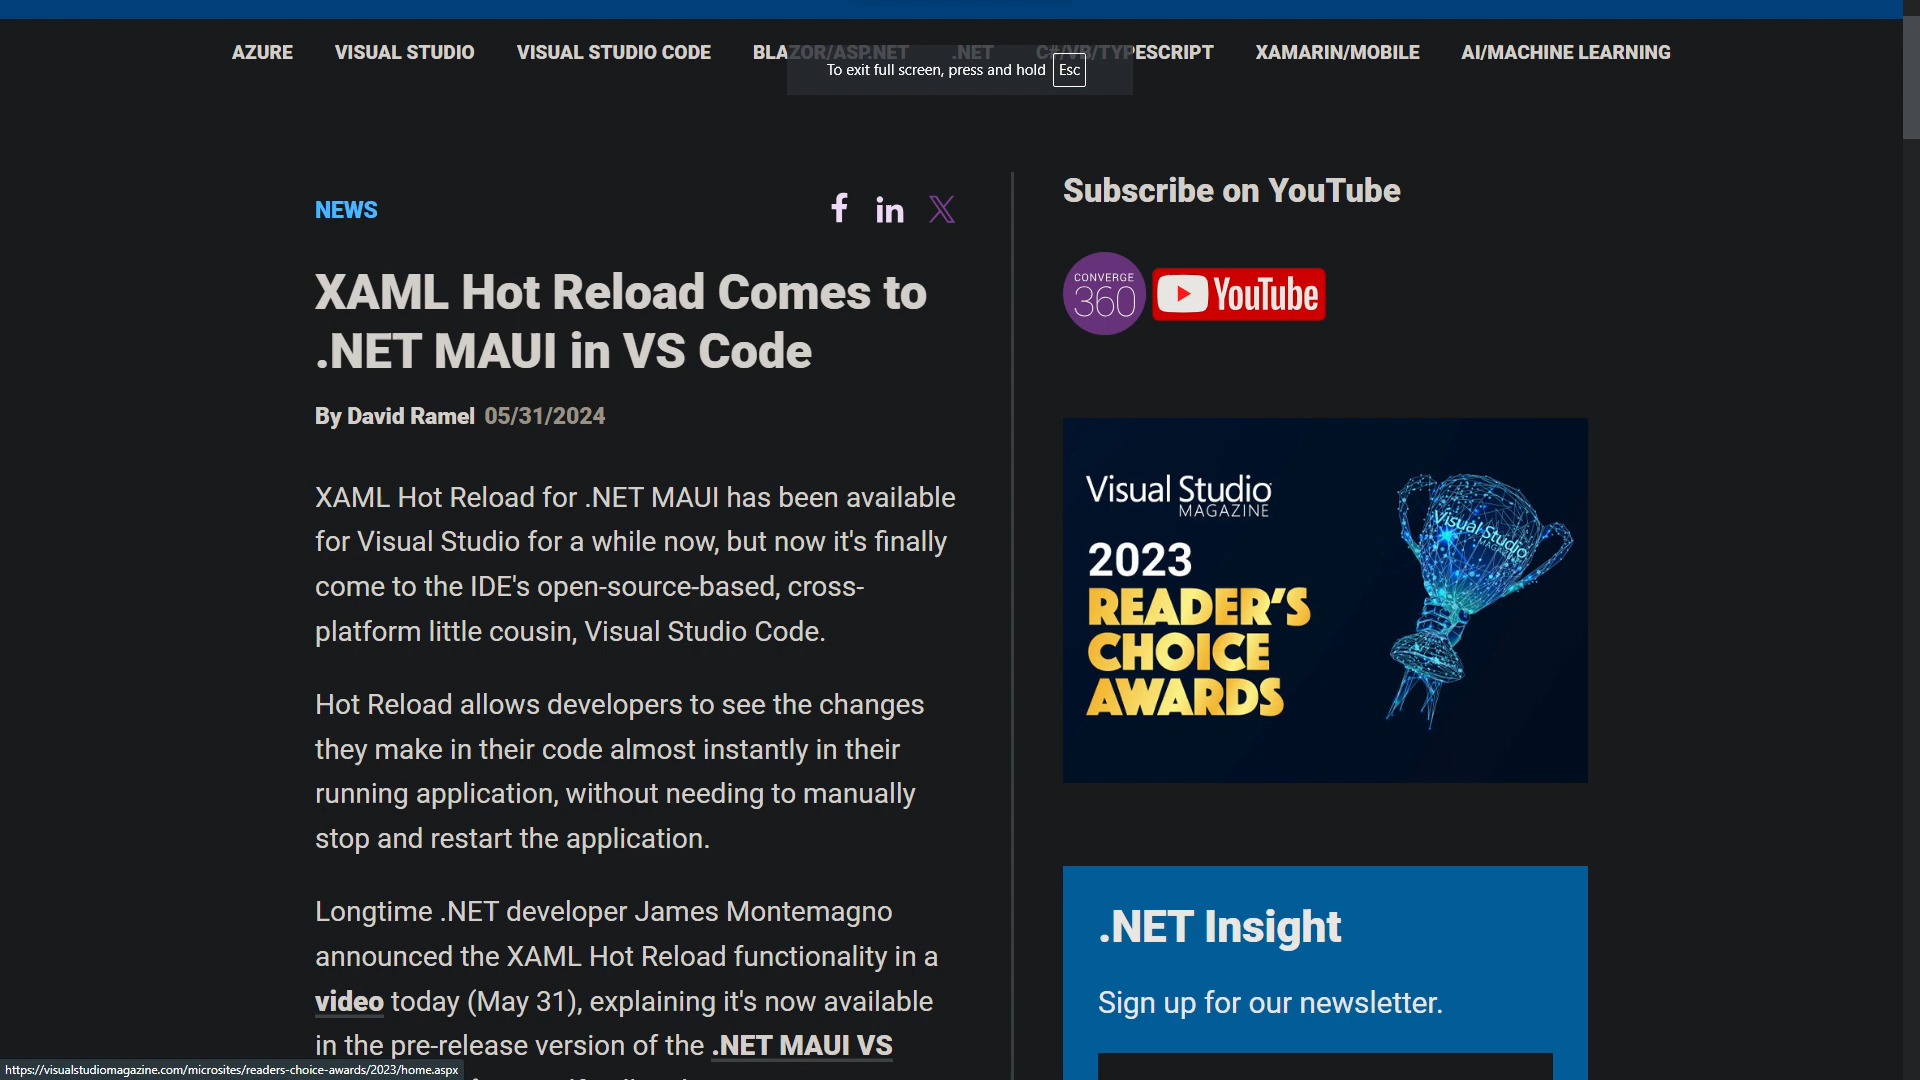 AZURE VISUAL STUDIO VISUAL STUDIO CODE BLAZOR/ASP.NET .NET C#/VB/TYPESCRIPT XAMARIN/MOBILE AI/MACHINE LEARNING
To exit full screen, press and hold Esc
NEWS
XAML Hot Reload Comes to
.NET MAUI in VS Code
By David Ramel 05/31/2024
XAML Hot Reload for .NET MAUI has been available
for Visual Studio for a while now, but now it's finally
come to the IDE's open-source-based, cross-
platform little cousin, Visual Studio Code.
Hot Reload allows developers to see the changes
they make in their code almost instantly in their
running application, without needing to manually
stop and restart the application.
Longtime .NET developer James Montemagno
announced the XAML Hot Reload functionality in a
video today (May 31), explaining it's now available
in the pre-release version of the .NET MAUI VS
Subscribe on YouTube
CONVERGE
360
YouTube
Visual Studio
MAGAZINE
2023
READER'S
CHOICE
AWARDS
Visual Studio
MAGAZINE
.NET Insight
Sign up for our newsletter.
https://visualstudiomagazine.com/microsites/readers-choice-awards/2023/home.aspx